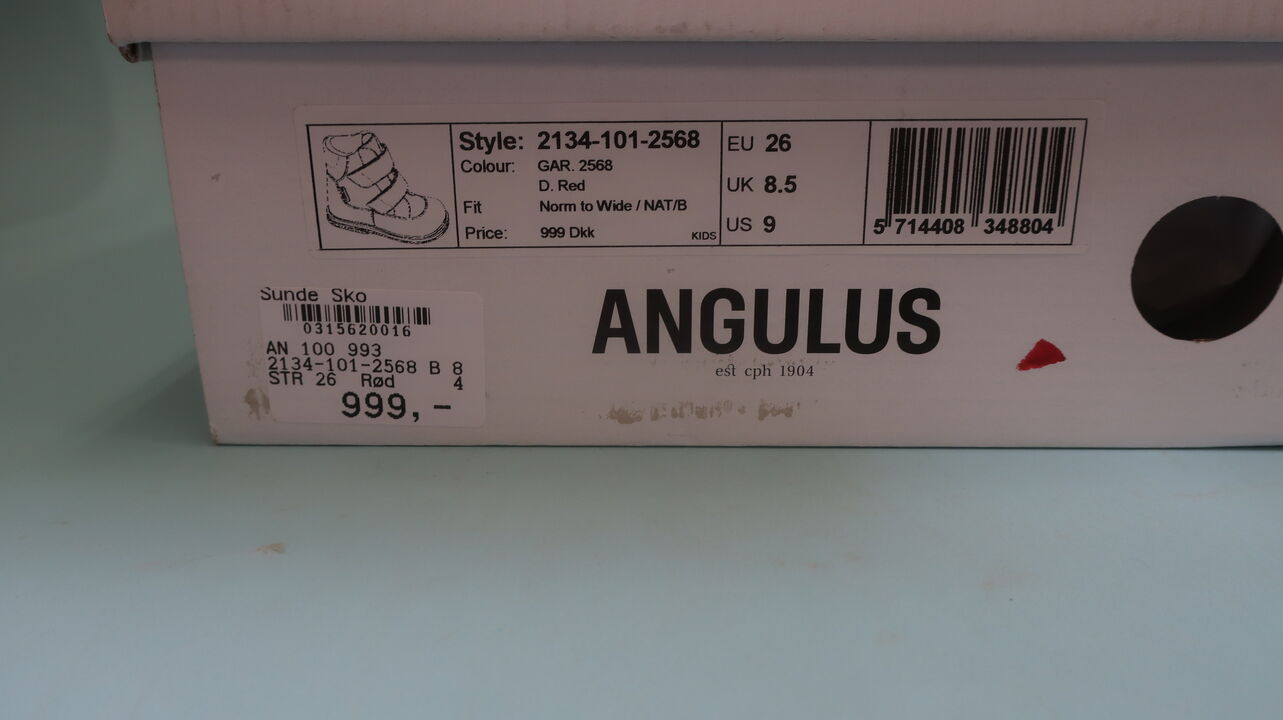 Style: 2134-101-2568
Colour: GAR. 2568
D. Red
Fit Norm to Wide / NAT/B
Price: 999 Dkk KIDS
EU 26
UK 8.5
US 9
5 714408 348804
Sunde Sko
0315620016
AN 100 993
2134-101-2568 B 8
STR 26 Rød 4
999,-
ANGULUS
est cph 1904